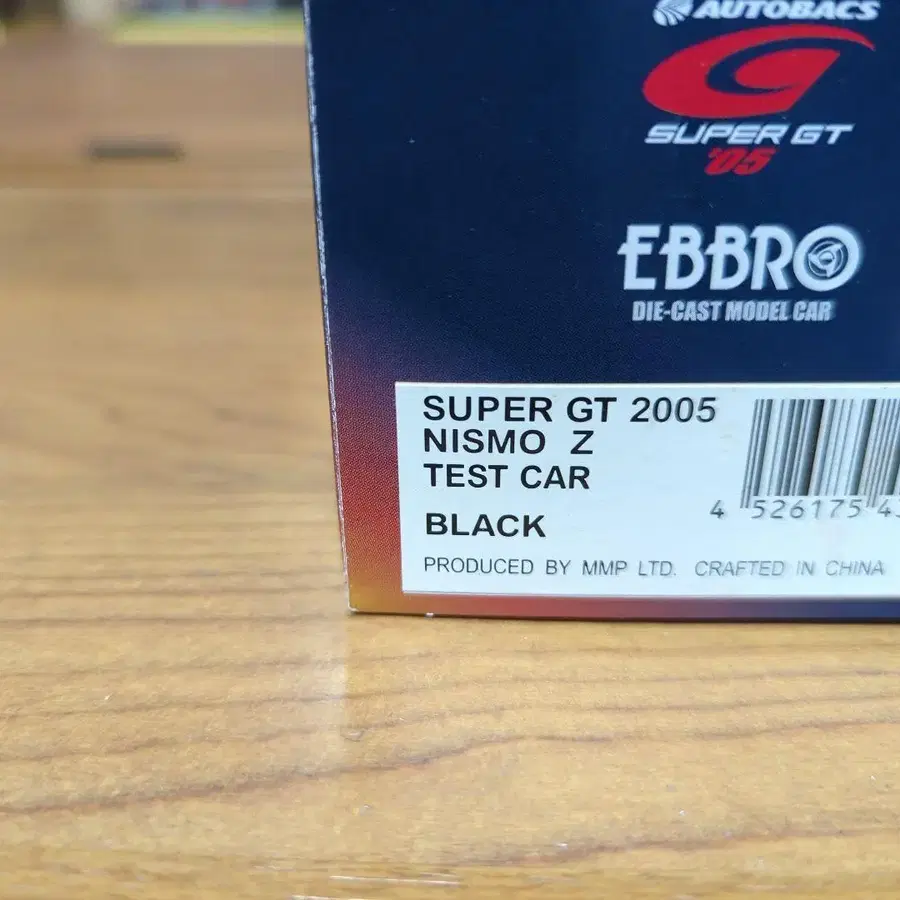 AUTOBACS
SUPER GT
'05
EBBRO
DIE-CAST MODEL CAR
SUPER GT 2005
NISMO Z
TEST CAR
BLACK
4 526175 4
PRODUCED BY MMP LTD. CRAFTED IN CHINA